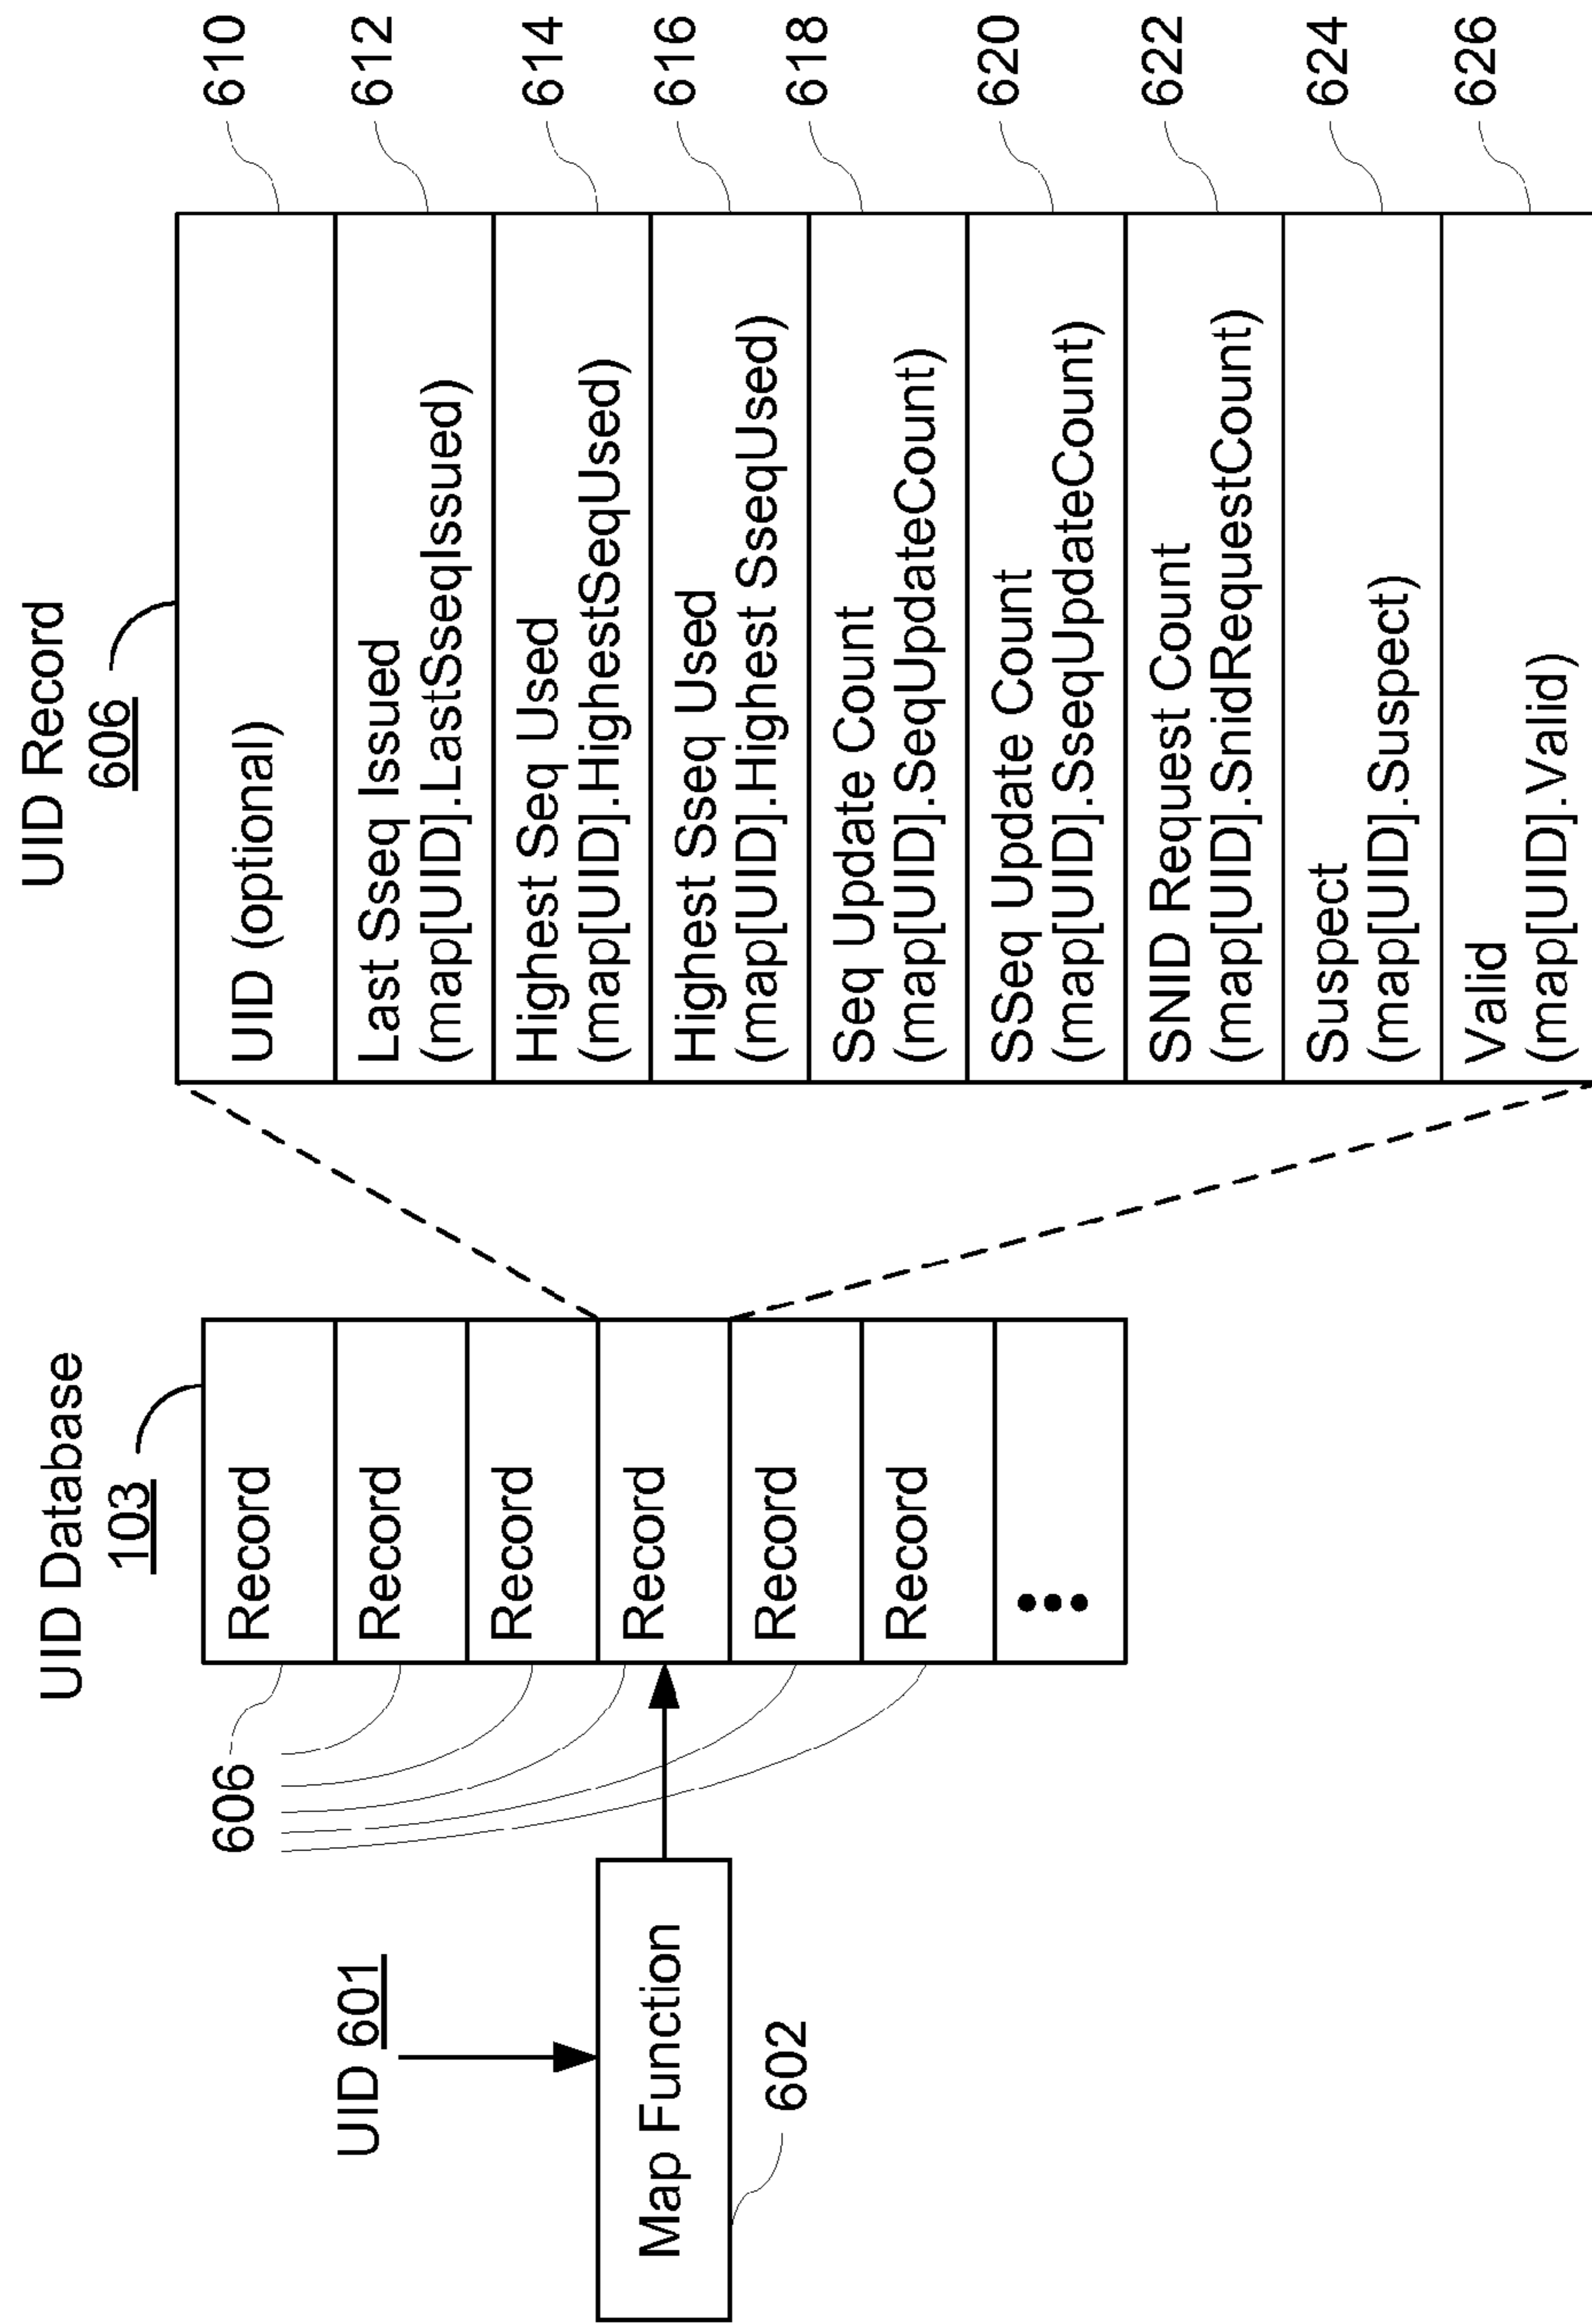 UID 601
Map Function
602
UID Database
103
606
Record
Record
Record
Record
Record
Record
UID Record
606
UID (optional)
610
Last Sseq Issued
(map[UID].LastSseqIssued)
612
Highest Seq Used
(map[UID].HighestSeqUsed)
614
Highest Sseq Used
(map[UID].Highest SseqUsed)
616
Seq Update Count
(map[UID].SeqUpdateCount)
618
SSeq Update Count
(map[UID].SseqUpdateCount)
620
SNID Request Count
(map[UID].SnidRequestCount)
622
Suspect
(map[UID].Suspect)
624
Valid
(map[UID].Valid)
626